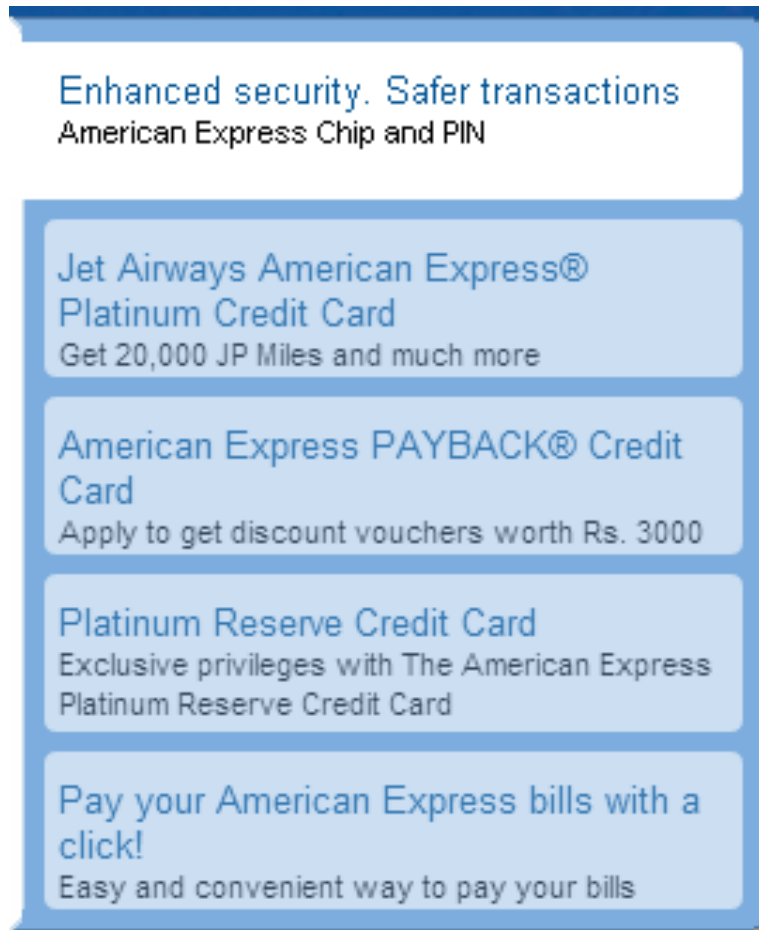 Enhanced security. Safer transactions
American Express Chip and PIN
Jet Airways American Express®
Platinum Credit Card
Get 20,000 JP Miles and much more
American Express PAYBACK® Credit
Card
Apply to get discount vouchers worth Rs. 3000
Platinum Reserve Credit Card
Exclusive privileges with The American Express
Platinum Reserve Credit Card
Pay your American Express bills with a
click!
Easy and convenient way to pay your bills